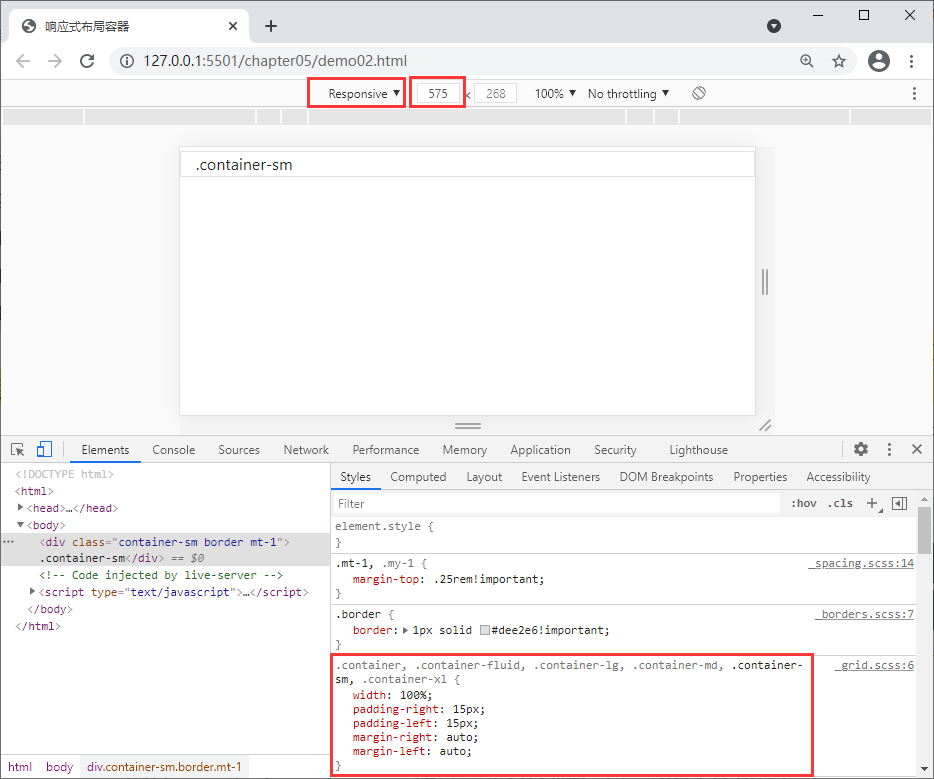 响应式布局容器
127.0.0.1:5501/chapter05/demo02.html
Responsive ▼ 575 × 268 100% ▼ No throttling ▼
.container-sm
Elements Console Sources Network Performance Memory Application Security Lighthouse
<!DOCTYPE html>
<html>
▶<head>…</head>
▼<body>
<div class="container-sm border mt-1">
.container-sm</div> == $0
<!-- Code injected by live-server -->
▶<script type="text/javascript">…</script>
</body>
</html>
html body div.container-sm.border.mt-1
Styles Computed Layout Event Listeners DOM Breakpoints Properties Accessibility
Filter :hov .cls +
element.style {
}
.mt-1, .my-1 { _spacing.scss:14
margin-top: .25rem!important;
}
.border { _borders.scss:7
border:▶1px solid #dee2e6!important;
}
.container, .container-fluid, .container-lg, .container-md, .container- _grid.scss:6
sm, .container-xl {
width: 100%;
padding-right: 15px;
padding-left: 15px;
margin-right: auto;
margin-left: auto;
}